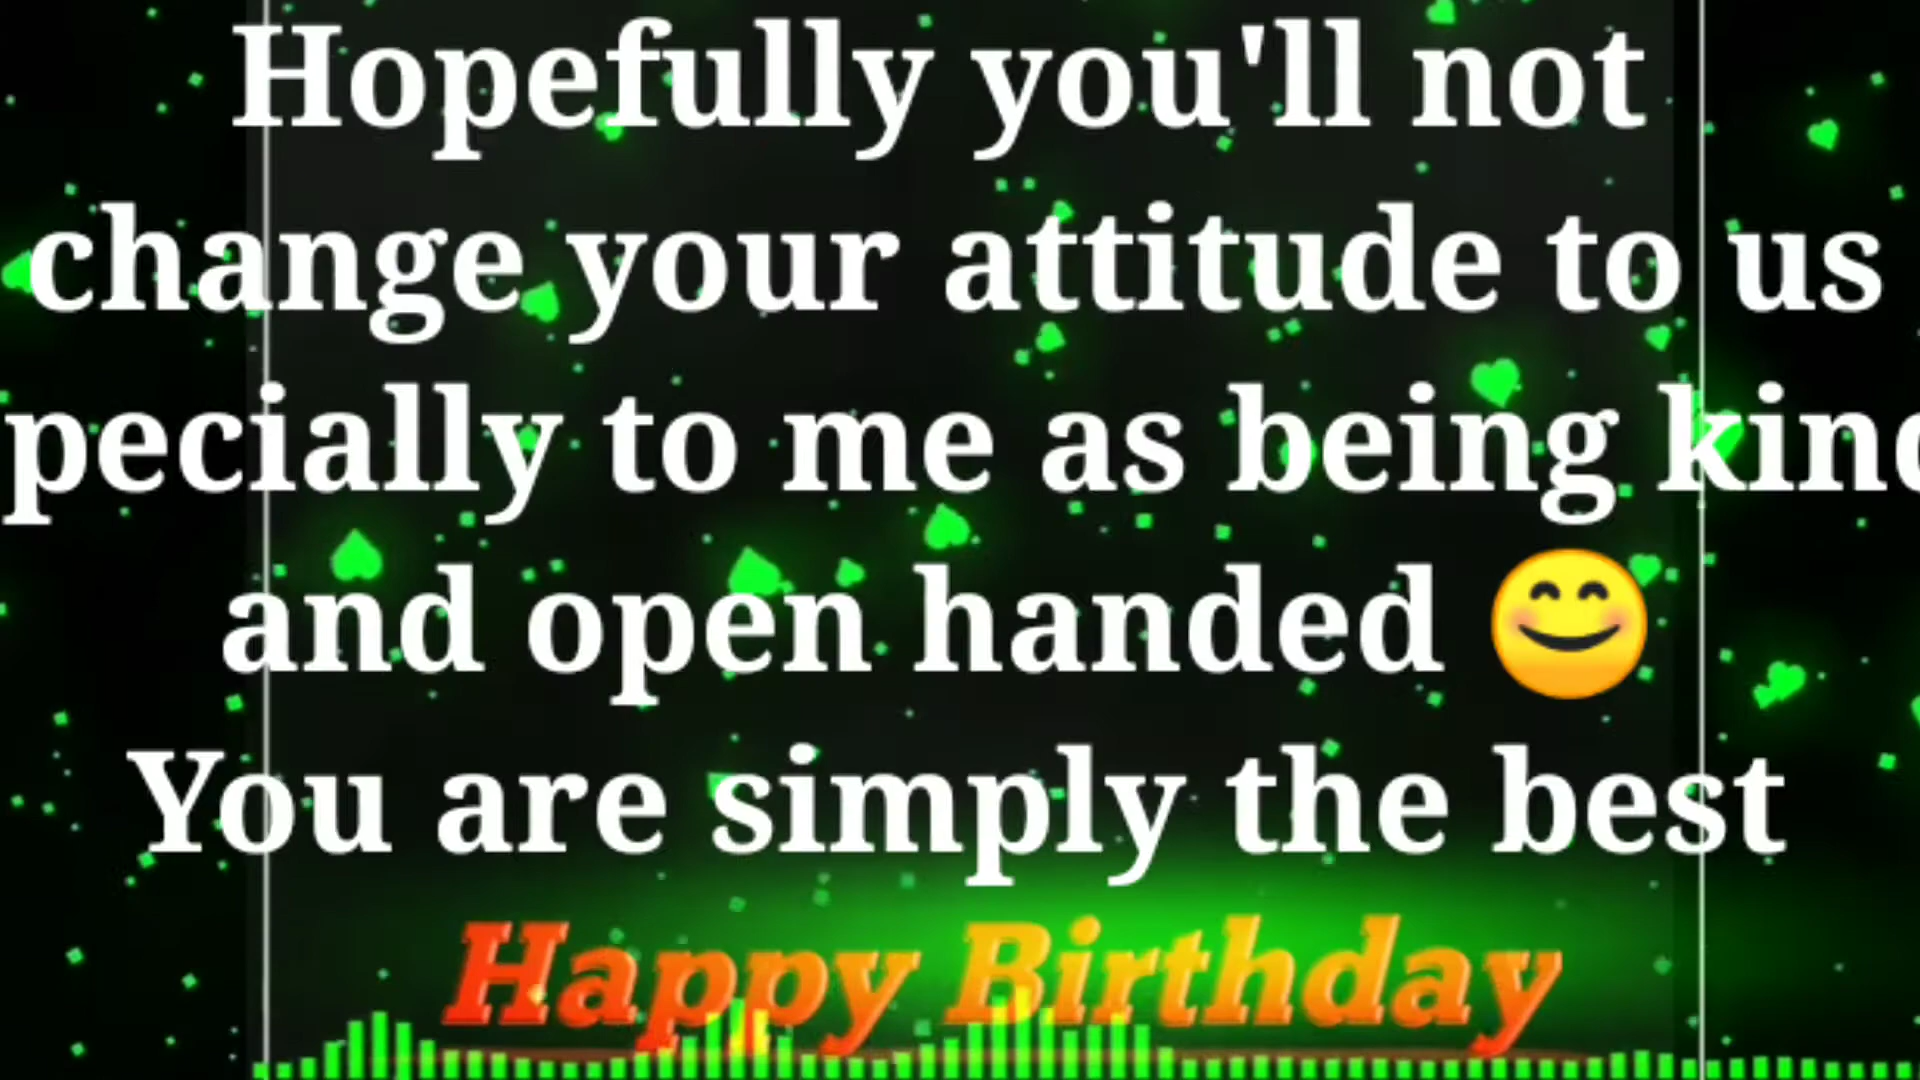 Hopefully you'll not
change your attitude to us
pecially to me as being kind
and open handed 😊
You are simply the best
Happy Birthday